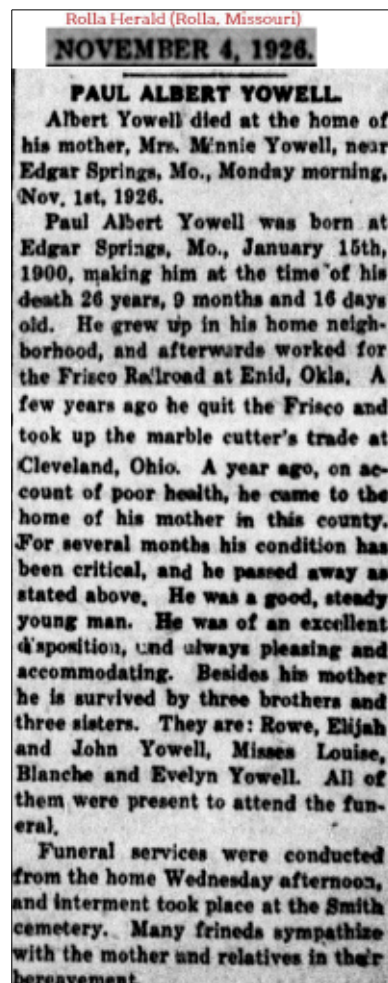 Rolla Herald (Rolla, Missouri)
NOVEMBER 4, 1926.
PAUL ALBERT YOWELL.
Albert Yowell died at the home of
his mother, Mrs. Minnie Yowell, near
Edgar Springs, Mo., Monday morning,
Nov. 1st, 1926.
Paul Albert Yowell was born at
Edgar Springs, Mo., January 15th,
1900, making him at the time of his
death 26 years, 9 months and 16 days
old. He grew up in his home neigh-
borhood, and afterwards worked for
the Frisco Railroad at Enid, Okla. A
few years ago he quit the Frisco and
took up the marble cutter's trade at
Cleveland, Ohio. A year ago, on ac-
count of poor health, he came to the
home of his mother in this county.
For several months his condition has
been critical, and he passed away as
stated above. He was a good, steady
young man. He was of an excellent
disposition, and always pleasing and
accommodating. Besides his mother
he is survived by three brothers and
three sisters. They are: Rowe, Elijah
and John Yowell, Misses Louise,
Blanche and Evelyn Yowell. All of
them were present to attend the fun-
eral.
Funeral services were conducted
from the home Wednesday afternoon,
and interment took place at the Smith
cemetery. Many frineds sympathize
with the mother and relatives in their
bereavement.